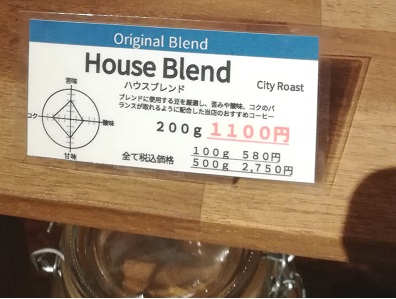 Original Blend
House Blend
City Roast
ハウスブレンド
ブレンドに使用する豆を厳選し、苦みや酸味、コクのバ
ランスが取れるように配合した当店のおすすめコーヒー
苦味
コク
酸味
甘味
200g 1100円
全て税込価格
100g 580円
500g 2,750円